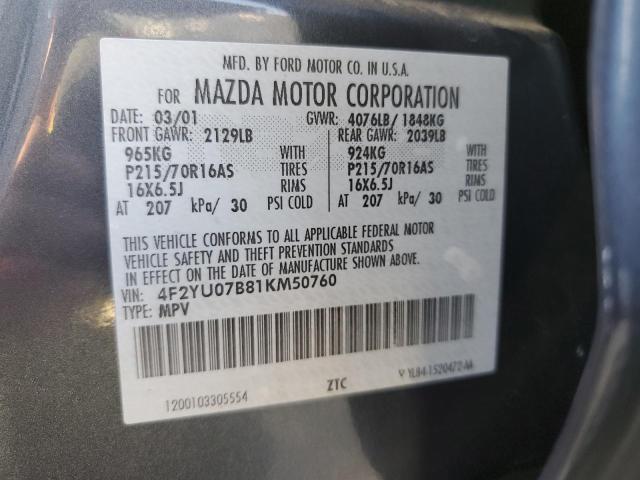 MFD. BY FORD MOTOR CO. IN U.S.A.
FOR MAZDA MOTOR CORPORATION
DATE: 03/01 GVWR: 4076LB/ 1848KG
FRONT GAWR: 2129LB REAR GAWR: 2039LB
965KG WITH 924KG WITH
P215/70R16AS TIRES P215/70R16AS TIRES
16X6.5J RIMS 16X6.5J RIMS
AT 207 kPa/ 30 PSI COLD AT 207 kPa/ 30 PSI COLD
THIS VEHICLE CONFORMS TO ALL APPLICABLE FEDERAL MOTOR
VEHICLE SAFETY AND THEFT PREVENTION STANDARDS
IN EFFECT ON THE DATE OF MANUFACTURE SHOWN ABOVE.
VIN: 4F2YU07B81KM50760
TYPE: MPV
1200103305554 ZTC YL84-1520472-AA